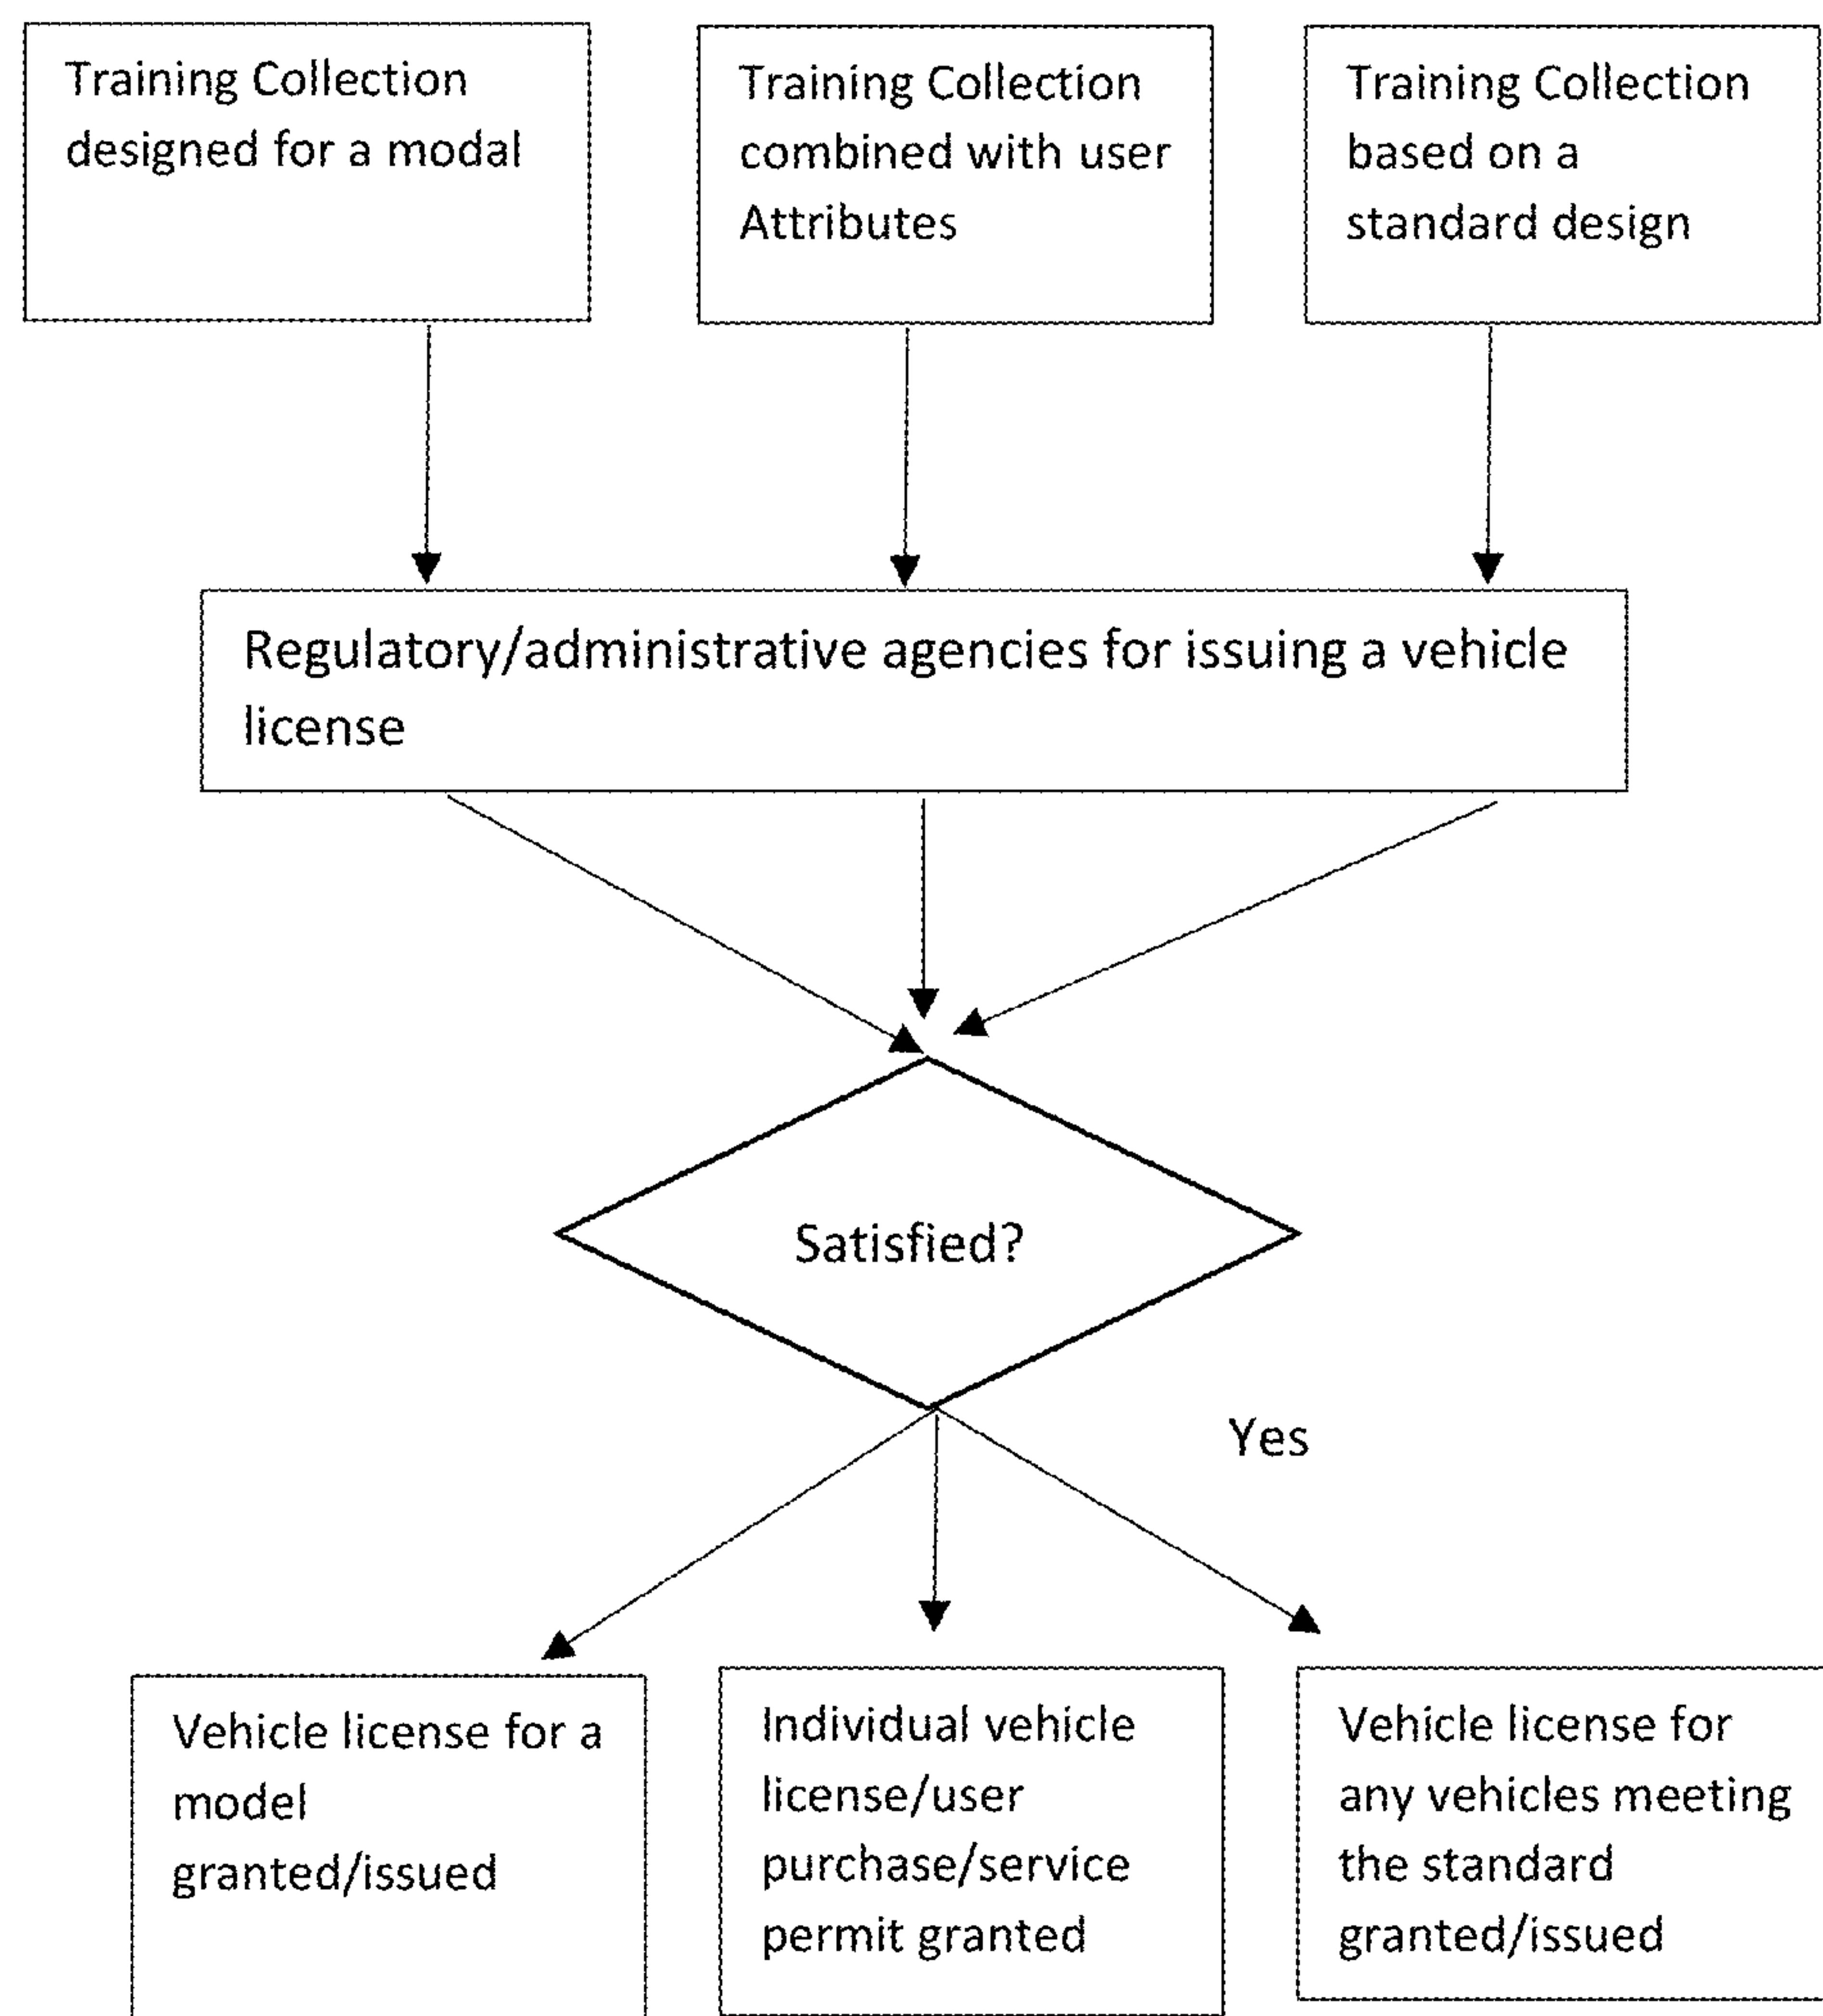 Training Collection
designed for a modal
Training Collection
combined with user
Attributes
Training Collection
based on a
standard design
Regulatory/administrative agencies for issuing a vehicle
license
Satisfied?
Yes
Vehicle license for a
model
granted/issued
Individual vehicle
license/user
purchase/service
permit granted
Vehicle license for
any vehicles meeting
the standard
granted/issued